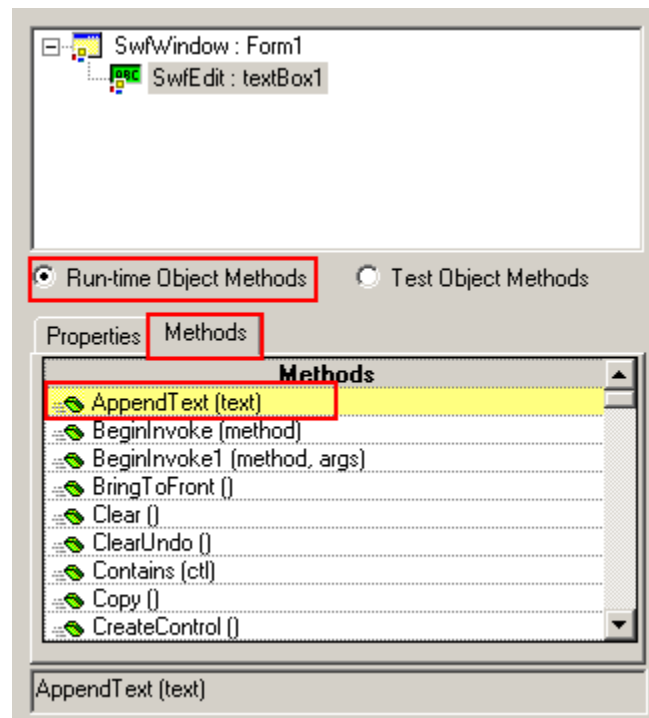 SwfWindow : Form1
ABC
SwfEdit : textBox1
Run-time Object Methods
Test Object Methods
Properties
Methods
Methods
AppendText (text)
BeginInvoke (method)
BeginInvoke1 (method, args)
BringToFront ()
Clear ()
ClearUndo ()
Contains (ctl)
Copy ()
CreateControl ()
AppendText (text)